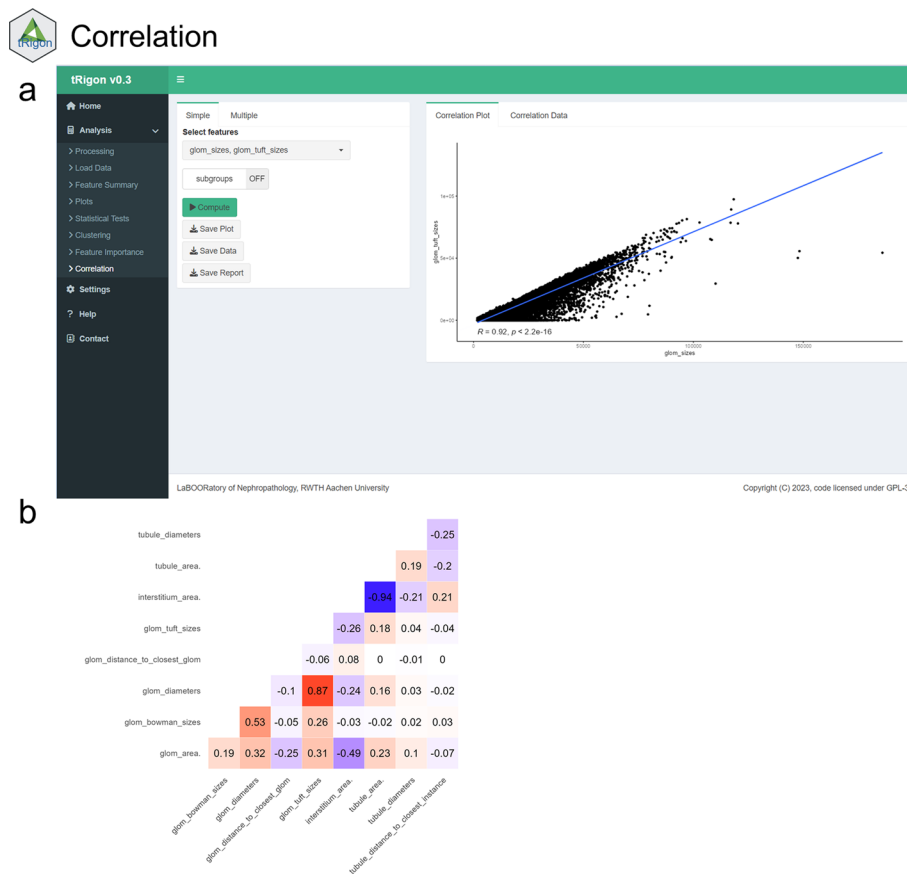 tRigon
Correlation
a
tRigon v0.3
Home
Analysis
Processing
Load Data
Feature Summary
Plots
Statistical Tests
Clustering
Feature Importance
Correlation
Settings
Help
Contact
Simple Multiple
Select features
glom_sizes, glom_tuft_sizes
subgroups OFF
Compute
Save Plot
Save Data
Save Report
Correlation Plot Correlation Data
glom_tuft_sizes
1e+05
5e+04
0e+00
R = 0.92, p < 2.2e-16
0 50000 100000 150000
glom_sizes
LaBOORatory of Nephropathology, RWTH Aachen University
Copyright (C) 2023, code licensed under GPL-3
b
tubule_diameters -0.25
tubule_area. 0.19 -0.2
interstitium_area. -0.94 -0.21 0.21
glom_tuft_sizes -0.26 0.18 0.04 -0.04
glom_distance_to_closest_glom -0.06 0.08 0 -0.01 0
glom_diameters -0.1 0.87 -0.24 0.16 0.03 -0.02
glom_bowman_sizes 0.53 -0.05 0.26 -0.03 -0.02 0.02 0.03
glom_area. 0.19 0.32 -0.25 0.31 -0.49 0.23 0.1 -0.07
glom_bowman_sizes
glom_diameters
glom_distance_to_closest_glom
glom_tuft_sizes
interstitium_area.
tubule_area.
tubule_diameters
tubule_distance_to_closest_instance